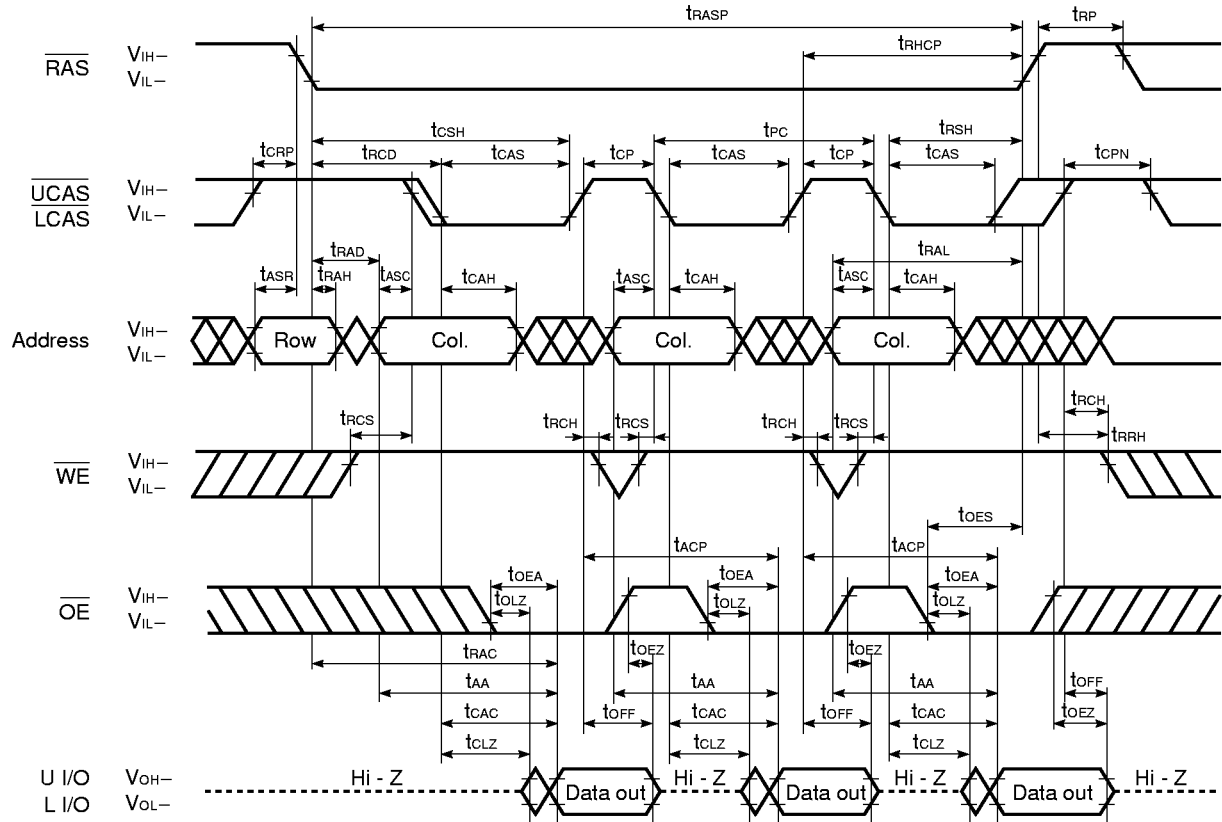 tRASP tRP
RAS VIH– tRHCP
VIL–
tCSH tPC tRSH
tCRP tRCD tCAS tCP tCAS tCP tCAS tCPN
UCAS VIH–
LCAS VIL–
tRAD tRAL
tASR tRAH tASC tCAH tASC tCAH tASC tCAH
Address VIH– Row Col. Col. Col.
VIL–
tRCS tRCH tRCS tRCH tRCS tRCH
tRRH
WE VIH–
VIL–
tOES
tACP tACP
tOEA tOEA tOEA
OE VIH– tOLZ tOLZ tOLZ
VIL–
tRAC tOEZ tOEZ
tAA tAA tAA tOFF
tCAC tOFF tCAC tOFF tCAC tOEZ
tCLZ tCLZ tCLZ
U I/O VOH– Hi - Z Hi - Z Hi - Z Hi - Z
L I/O VOL– Data out Data out Data out